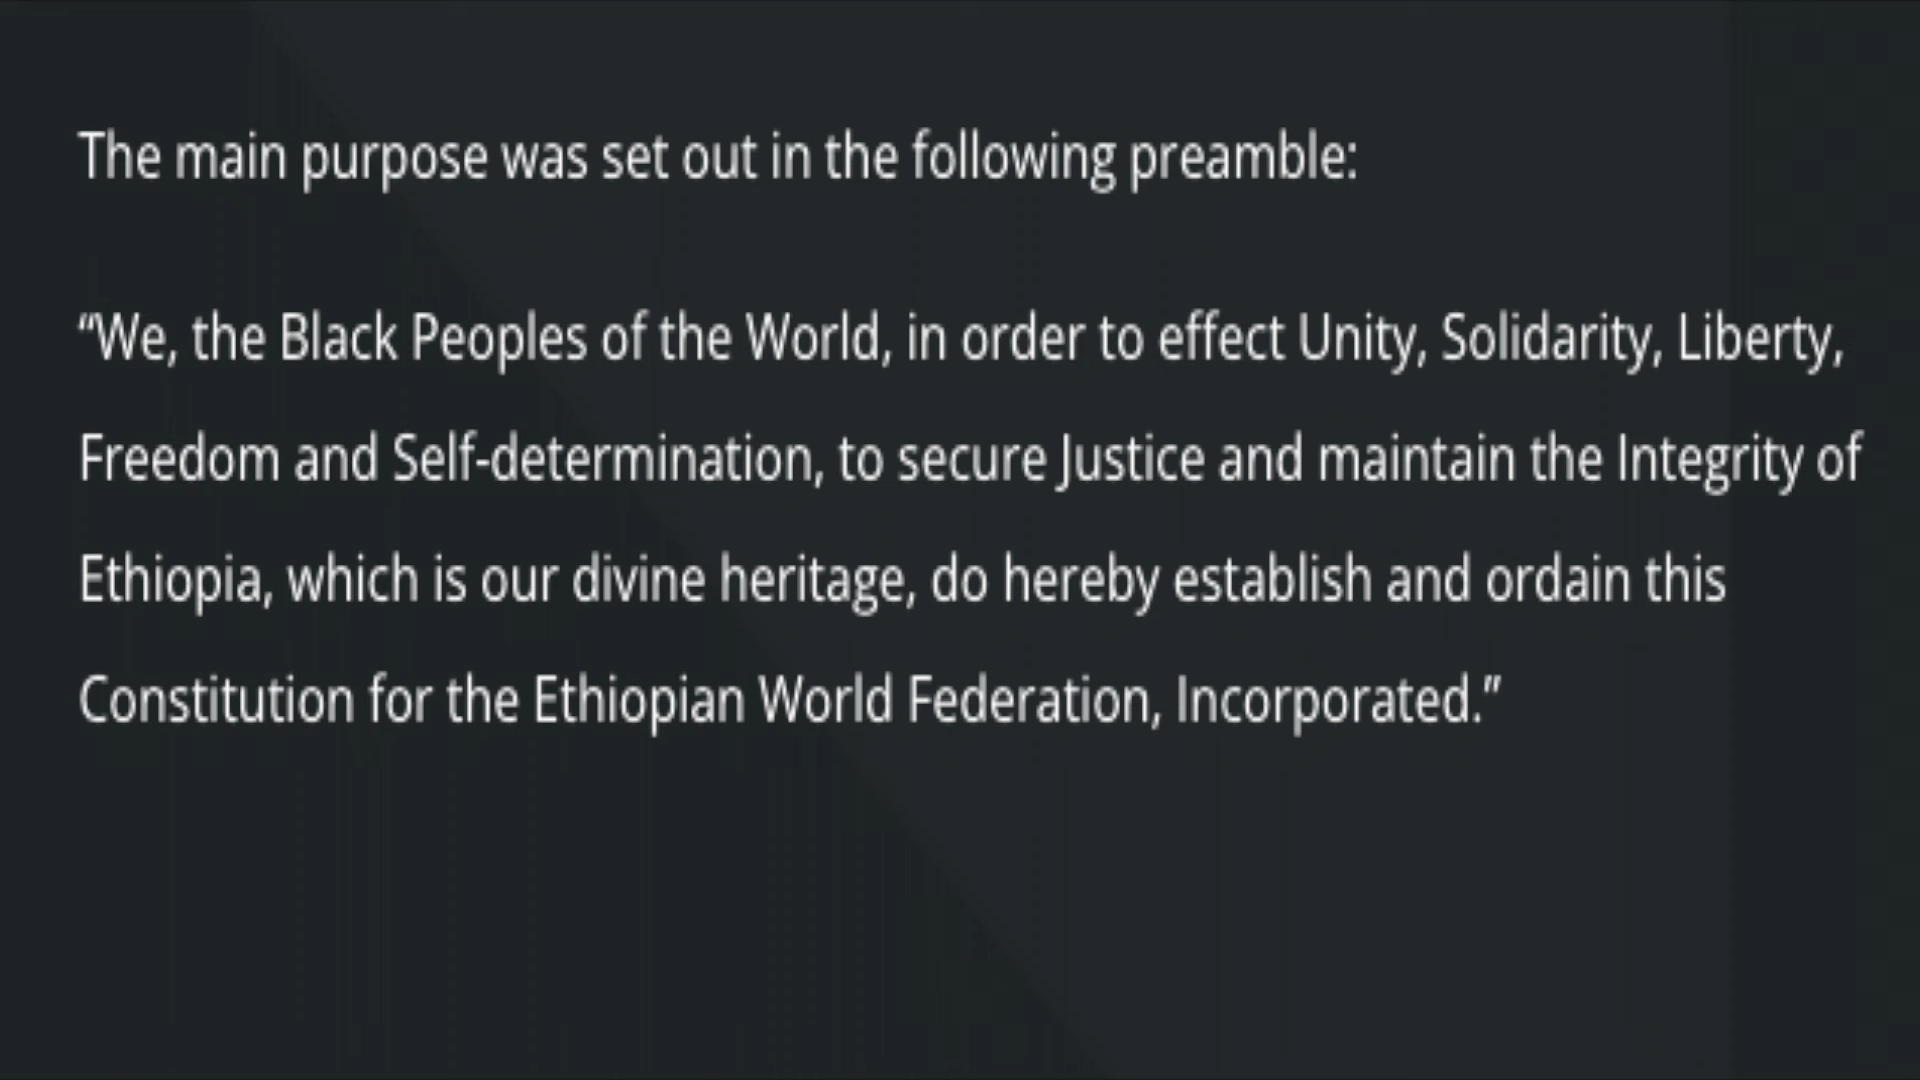 The main purpose was set out in the following preamble:
“We, the Black Peoples of the World, in order to effect Unity, Solidarity, Liberty,
Freedom and Self-determination, to secure Justice and maintain the Integrity of
Ethiopia, which is our divine heritage, do hereby establish and ordain this
Constitution for the Ethiopian World Federation, Incorporated.”